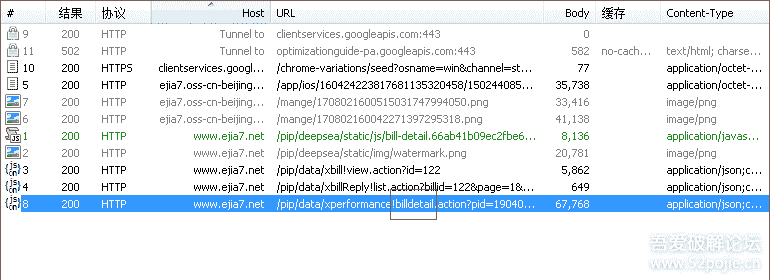 # 结果 协议 Host URL Body 缓存 Content-Type
9 200 HTTP Tunnel to clientservices.googleapis.com:443 0
11 502 HTTP Tunnel to optimizationguide-pa.googleapis.com:443 582 no-cach... text/html; charse...
10 200 HTTPS clientservices.googl... /chrome-variations/seed?osname=win&channel=st... 77 application/octet-...
5 200 HTTP ejia7.oss-cn-beijing... /app/ios/160424223817681135320458/150244085... 35,738 application/octet-...
7 200 HTTP ejia7.oss-cn-beijing... /mange/1708021600515031747994050.png 33,416 image/png
6 200 HTTP ejia7.oss-cn-beijing... /mange/1708021600422713972953​18.png 41,138 image/png
1 200 HTTP www.ejia7.net /pip/deepsea/static/js/bill-detail.66ab41b09ec2fbe6... 8,136 application/javas...
2 200 HTTP www.ejia7.net /pip/deepsea/static/img/watermark.png 20,781 image/png
3 200 HTTP www.ejia7.net /pip/data/xbill!view.action?id=122 5,862 application/json;c...
4 200 HTTP www.ejia7.net /pip/data/xbillReply!list.action?billid=122&page=1&... 649 application/json;c...
8 200 HTTP www.ejia7.net /pip/data/xperformance!billdetail.action?pid=19040... 67,768 application/json;c...
吾爱破解论坛
www.52pojie.cn